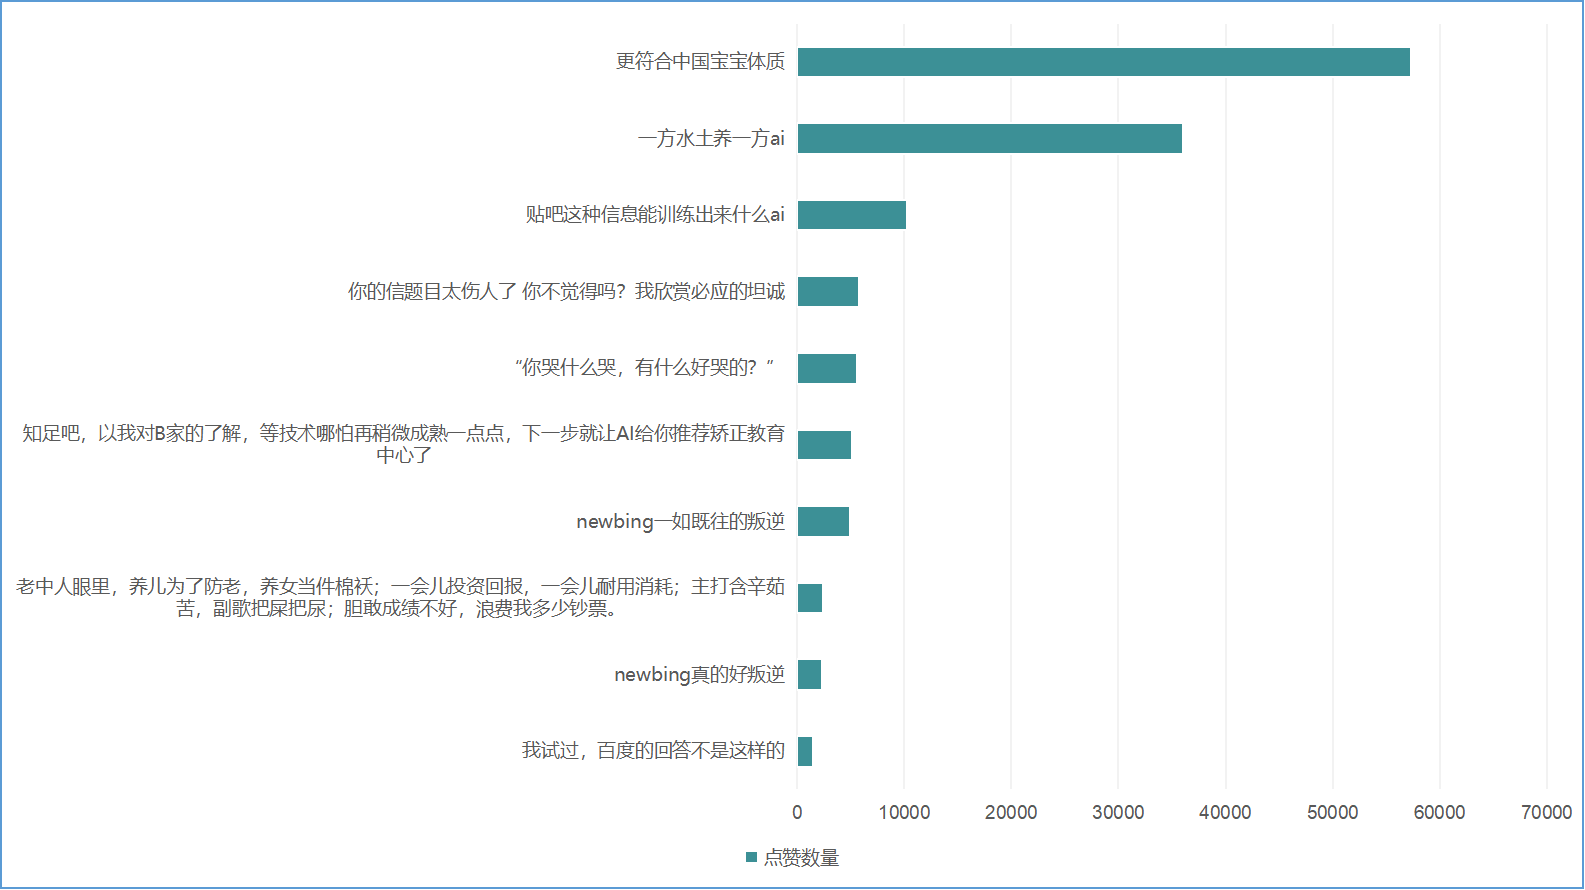 更符合中国宝宝体质
一方水土养一方ai
贴吧这种信息能训练出来什么ai
你的信题目太伤人了 你不觉得吗？我欣赏必应的坦诚
“你哭什么哭，有什么好哭的？”
知足吧，以我对B家的了解，等技术哪怕再稍微成熟一点点，下一步就让AI给你推荐矫正教育
中心了
newbing一如既往的叛逆
老中人眼里，养儿为了防老，养女当件棉袄；一会儿投资回报，一会儿耐用消耗；主打含辛茹
苦，副歌把屎把尿；胆敢成绩不好，浪费我多少钞票。
newbing真的好叛逆
我试过，百度的回答不是这样的
0 10000 20000 30000 40000 50000 60000 70000
点赞数量